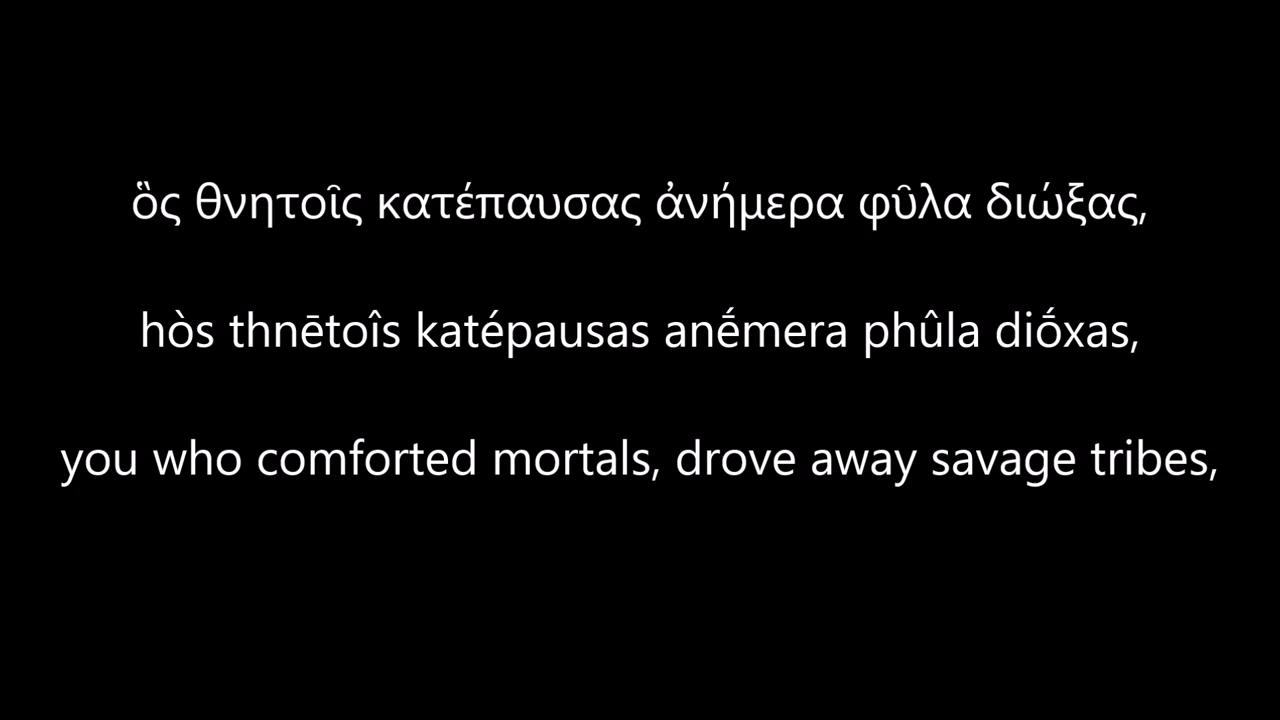 ὃς θνητοῖς κατέπαυσας ἀνήμερα φῦλα διώξας,
hòs thnētoîs katépausas anḗmera phûla diṓxas,
you who comforted mortals, drove away savage tribes,